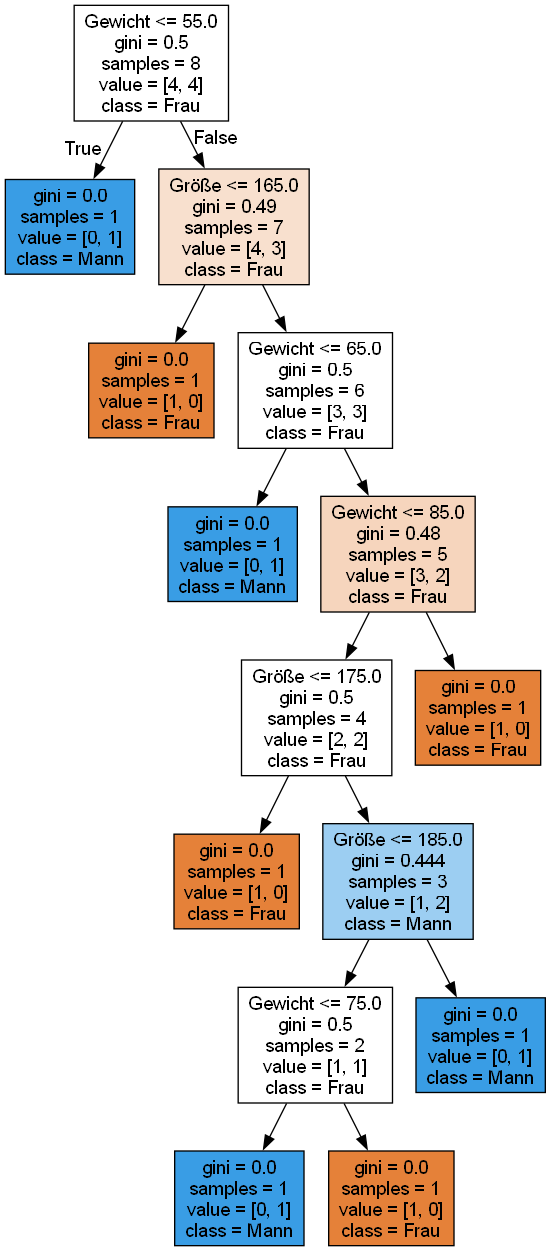 Gewicht <= 55.0
gini = 0.5
samples = 8
value = [4, 4]
class = Frau
True
False
gini = 0.0
samples = 1
value = [0, 1]
class = Mann
Größe <= 165.0
gini = 0.49
samples = 7
value = [4, 3]
class = Frau
gini = 0.0
samples = 1
value = [1, 0]
class = Frau
Gewicht <= 65.0
gini = 0.5
samples = 6
value = [3, 3]
class = Frau
gini = 0.0
samples = 1
value = [0, 1]
class = Mann
Gewicht <= 85.0
gini = 0.48
samples = 5
value = [3, 2]
class = Frau
Größe <= 175.0
gini = 0.5
samples = 4
value = [2, 2]
class = Frau
gini = 0.0
samples = 1
value = [1, 0]
class = Frau
gini = 0.0
samples = 1
value = [1, 0]
class = Frau
Größe <= 185.0
gini = 0.444
samples = 3
value = [1, 2]
class = Mann
Gewicht <= 75.0
gini = 0.5
samples = 2
value = [1, 1]
class = Frau
gini = 0.0
samples = 1
value = [0, 1]
class = Mann
gini = 0.0
samples = 1
value = [0, 1]
class = Mann
gini = 0.0
samples = 1
value = [1, 0]
class = Frau